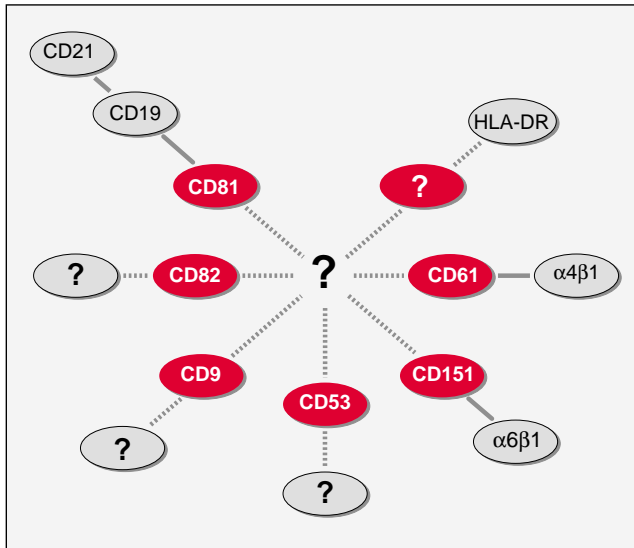 CD21
CD19
HLA-DR
CD81
?
?
CD82
?
CD61
α4β1
CD9
CD151
CD53
?
α6β1
?